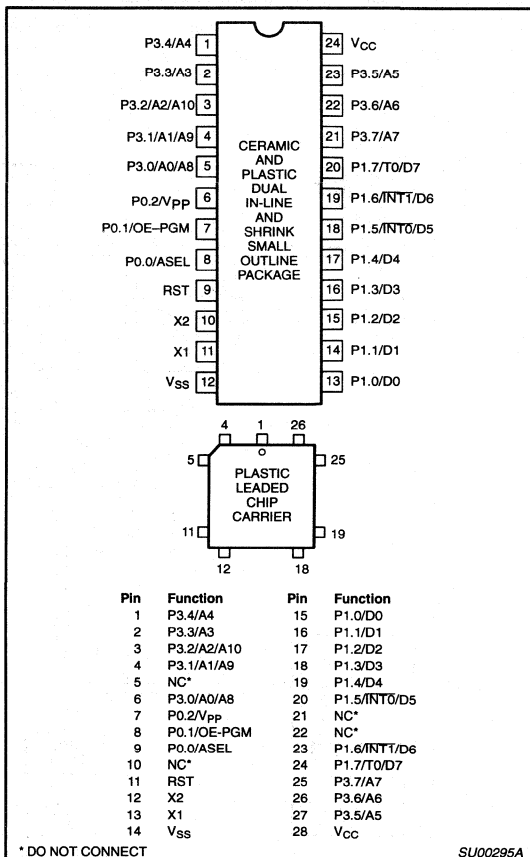 P3.4/A4 1 24 VCC
P3.3/A3 2 23 P3.5/A5
P3.2/A2/A10 3 22 P3.6/A6
P3.1/A1/A9 4 21 P3.7/A7
P3.0/A0/A8 5 20 P1.7/T0/D7
P0.2/VPP 6 19 P1.6/INT1/D6
P0.1/OE–PGM 7 18 P1.5/INT0/D5
P0.0/ASEL 8 17 P1.4/D4
RST 9 16 P1.3/D3
X2 10 15 P1.2/D2
X1 11 14 P1.1/D1
VSS 12 13 P1.0/D0
CERAMIC
AND
PLASTIC
DUAL
IN-LINE
AND
SHRINK
SMALL
OUTLINE
PACKAGE
4 1 26
5 25
PLASTIC
LEADED
CHIP
CARRIER
11 19
12 18
Pin Function Pin Function
1 P3.4/A4 15 P1.0/D0
2 P3.3/A3 16 P1.1/D1
3 P3.2/A2/A10 17 P1.2/D2
4 P3.1/A1/A9 18 P1.3/D3
5 NC* 19 P1.4/D4
6 P3.0/A0/A8 20 P1.5/INT0/D5
7 P0.2/VPP 21 NC*
8 P0.1/OE-PGM 22 NC*
9 P0.0/ASEL 23 P1.6/INT1/D6
10 NC* 24 P1.7/T0/D7
11 RST 25 P3.7/A7
12 X2 26 P3.6/A6
13 X1 27 P3.5/A5
14 VSS 28 VCC
* DO NOT CONNECT SU00295A